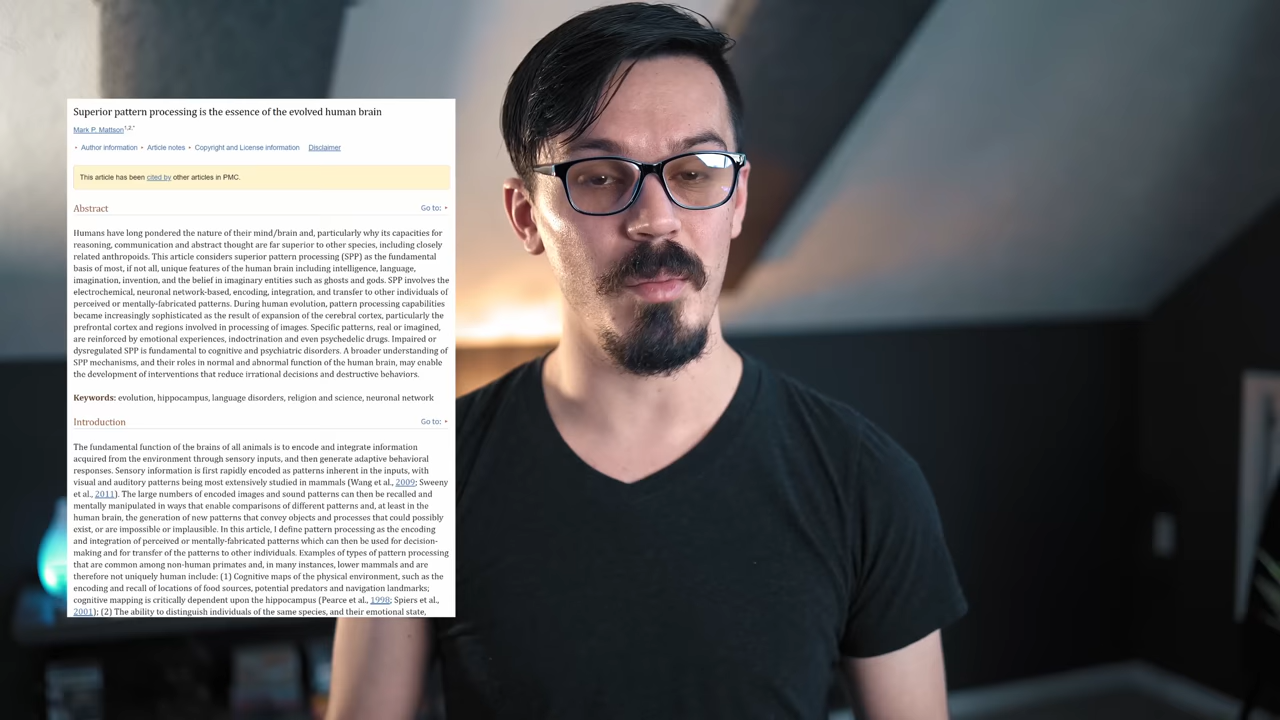 Superior pattern processing is the essence of the evolved human brain
Mark P. Mattson1,2,*
• Author information • Article notes • Copyright and License information Disclaimer
This article has been cited by other articles in PMC.
Abstract Go to:
Humans have long pondered the nature of their mind/brain and, particularly why its capacities for
reasoning, communication and abstract thought are far superior to other species, including closely
related anthropoids. This article considers superior pattern processing (SPP) as the fundamental
basis of most, if not all, unique features of the human brain including intelligence, language,
imagination, invention, and the belief in imaginary entities such as ghosts and gods. SPP involves the
electrochemical, neuronal network-based, encoding, integration, and transfer to other individuals of
perceived or mentally-fabricated patterns. During human evolution, pattern processing capabilities
became increasingly sophisticated as the result of expansion of the cerebral cortex, particularly the
prefrontal cortex and regions involved in processing of images. Specific patterns, real or imagined,
are reinforced by emotional experiences, indoctrination and even psychedelic drugs. Impaired or
dysregulated SPP is fundamental to cognitive and psychiatric disorders. A broader understanding of
SPP mechanisms, and their roles in normal and abnormal function of the human brain, may enable
the development of interventions that reduce irrational decisions and destructive behaviors.
Keywords: evolution, hippocampus, language disorders, religion and science, neuronal network
Introduction Go to:
The fundamental function of the brains of all animals is to encode and integrate information
acquired from the environment through sensory inputs, and then generate adaptive behavioral
responses. Sensory information is first rapidly encoded as patterns inherent in the inputs, with
visual and auditory patterns being most extensively studied in mammals (Wang et al., 2009; Sweeny
et al., 2011). The large numbers of encoded images and sound patterns can then be recalled and
mentally manipulated in ways that enable comparisons of different patterns and, at least in the
human brain, the generation of new patterns that convey objects and processes that could possibly
exist, or are impossible or implausible. In this article, I define pattern processing as the encoding
and integration of perceived or mentally-fabricated patterns which can then be used for decision-
making and for transfer of the patterns to other individuals. Examples of types of pattern processing
that are common among non-human primates and, in many instances, lower mammals and are
therefore not uniquely human include: (1) Cognitive maps of the physical environment, such as the
encoding and recall of locations of food sources, potential predators and navigation landmarks;
cognitive mapping is critically dependent upon the hippocampus (Pearce et al., 1998; Spiers et al.,
2001); (2) The ability to distinguish individuals of the same species, and their emotional state,